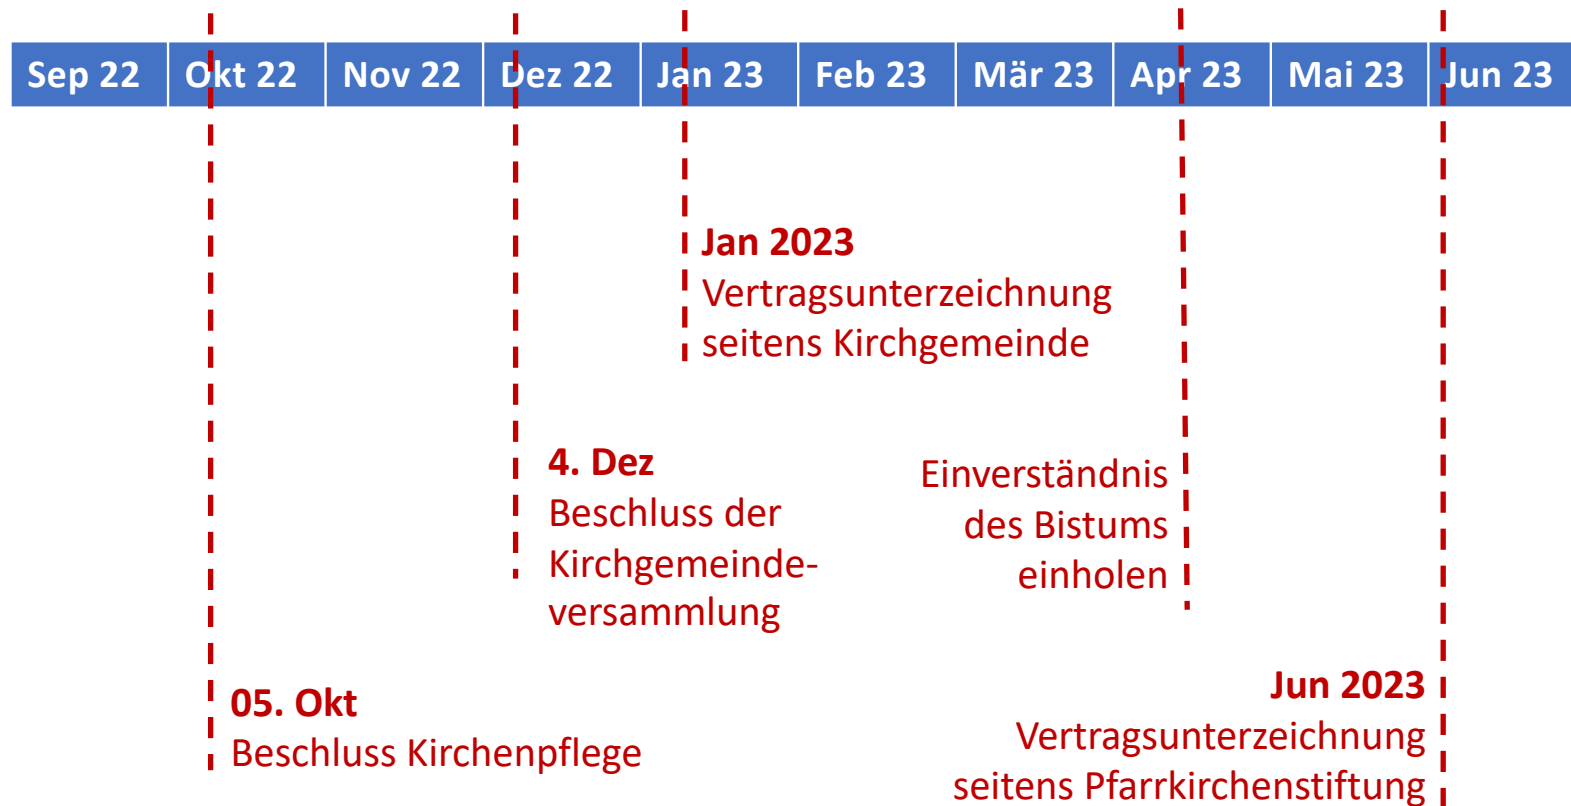 Sep 22 Okt 22 Nov 22 Dez 22 Jan 23 Feb 23 Mär 23 Apr 23 Mai 23 Jun 23
Jan 2023
Vertragsunterzeichnung
seitens Kirchgemeinde
4. Dez
Beschluss der
Kirchgemeinde-
versammlung
Einverständnis
des Bistums
einholen
05. Okt
Beschluss Kirchenpflege
Jun 2023
Vertragsunterzeichnung
seitens Pfarrkirchenstiftung